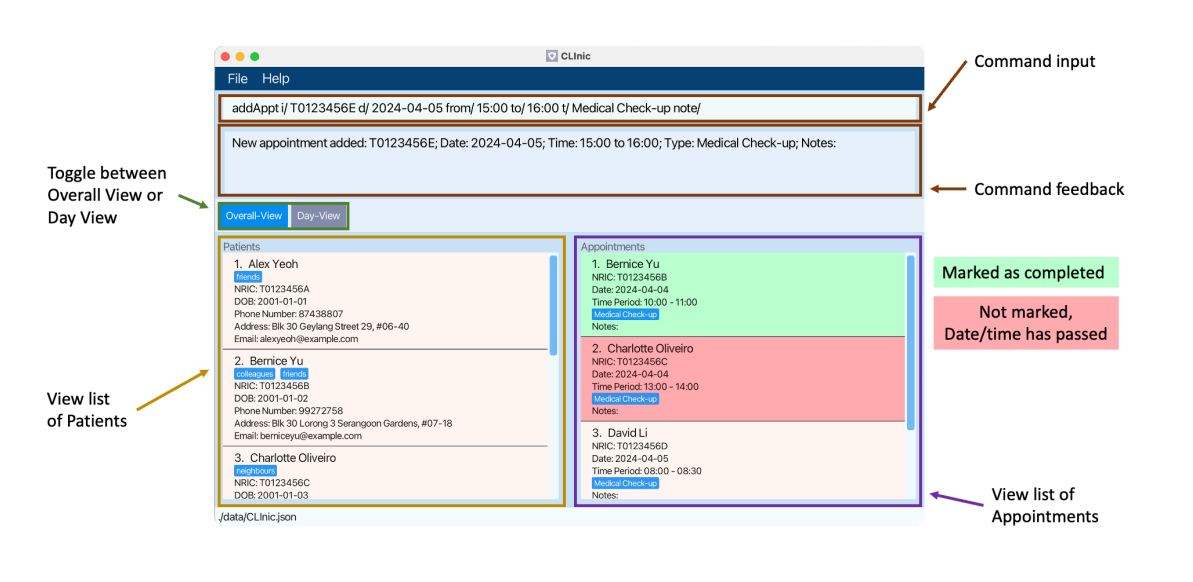 CLInic
File Help
addAppt i/ T0123456E d/ 2024-04-05 from/ 15:00 to/ 16:00 t/ Medical Check-up note/
New appointment added: T0123456E; Date: 2024-04-05; Time: 15:00 to 16:00; Type: Medical Check-up; Notes:
Command input
Command feedback
Toggle between
Overall View or
Day View
Overall-View Day-View
Patients
1. Alex Yeoh
friends
NRIC: T0123456A
DOB: 2001-01-01
Phone Number: 87438807
Address: Blk 30 Geylang Street 29, #06-40
Email: alexyeoh@example.com
2. Bernice Yu
colleagues friends
NRIC: T0123456B
DOB: 2001-01-02
Phone Number: 99272758
Address: Blk 30 Lorong 3 Serangoon Gardens, #07-18
Email: berniceyu@example.com
3. Charlotte Oliveiro
neighbours
NRIC: T0123456C
DOB: 2001-01-03
Appointments
1. Bernice Yu
NRIC: T0123456B
Date: 2024-04-04
Time Period: 10:00 - 11:00
Medical Check-up
Notes:
2. Charlotte Oliveiro
NRIC: T0123456C
Date: 2024-04-04
Time Period: 13:00 - 14:00
Medical Check-up
Notes:
3. David Li
NRIC: T0123456D
Date: 2024-04-05
Time Period: 08:00 - 08:30
Medical Check-up
Notes:
Marked as completed
Not marked,
Date/time has passed
View list
of Patients
View list of
Appointments
./data/CLInic.json